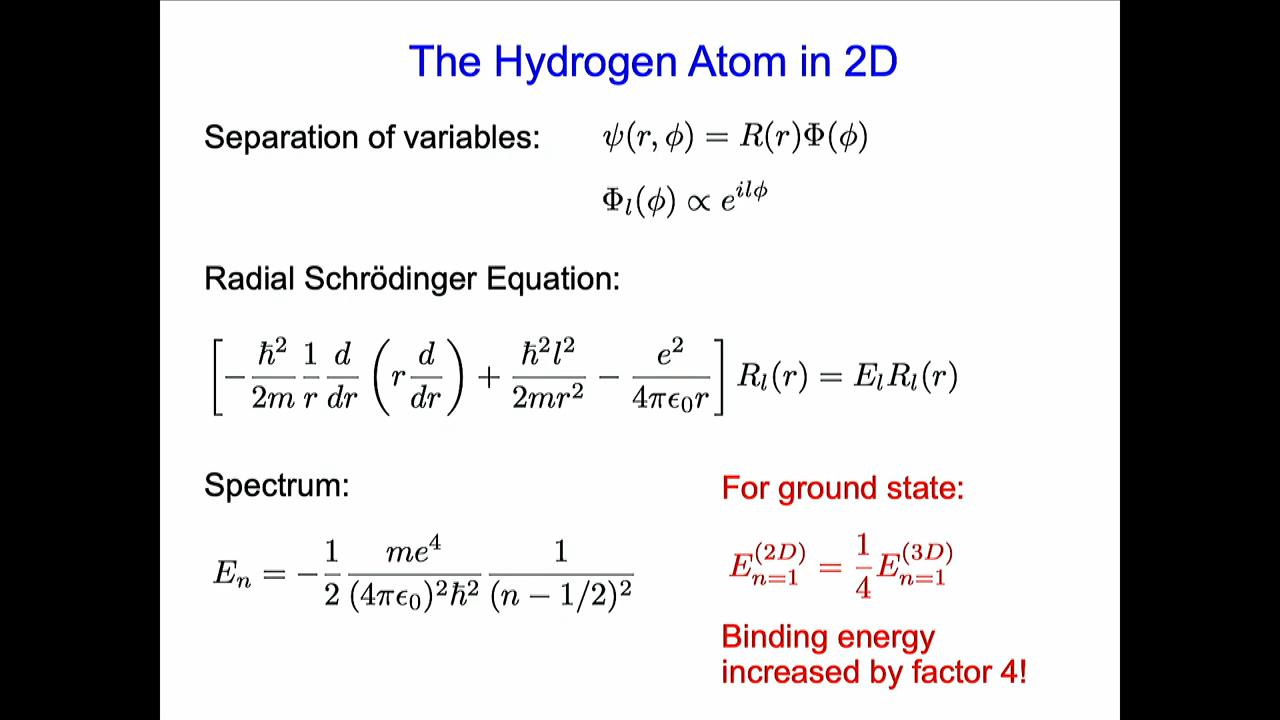 The Hydrogen Atom in 2D
Separation of variables: ψ(r, ϕ) = R(r)Φ(ϕ)
Φ_l(ϕ) ∝ e^{ilϕ}
Radial Schrödinger Equation:
[ −ħ²/2m 1/r d/dr ( r d/dr ) + ħ²l²/2mr² − e²/4πϵ₀r ] R_l(r) = E_l R_l(r)
Spectrum:
E_n = −1/2 me⁴/(4πϵ₀)²ħ² 1/(n − 1/2)²
For ground state:
E_{n=1}^{(2D)} = 1/4 E_{n=1}^{(3D)}
Binding energy
increased by factor 4!